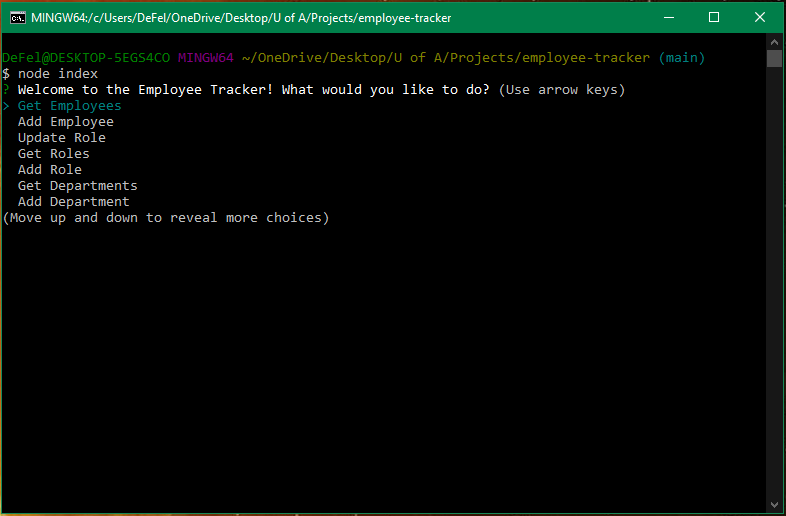 MINGW64:/c/Users/DeFel/OneDrive/Desktop/U of A/Projects/employee-tracker
DeFel@DESKTOP-5EGS4CO MINGW64 ~/OneDrive/Desktop/U of A/Projects/employee-tracker (main)
$ node index
? Welcome to the Employee Tracker! What would you like to do? (Use arrow keys)
> Get Employees
Add Employee
Update Role
Get Roles
Add Role
Get Departments
Add Department
(Move up and down to reveal more choices)